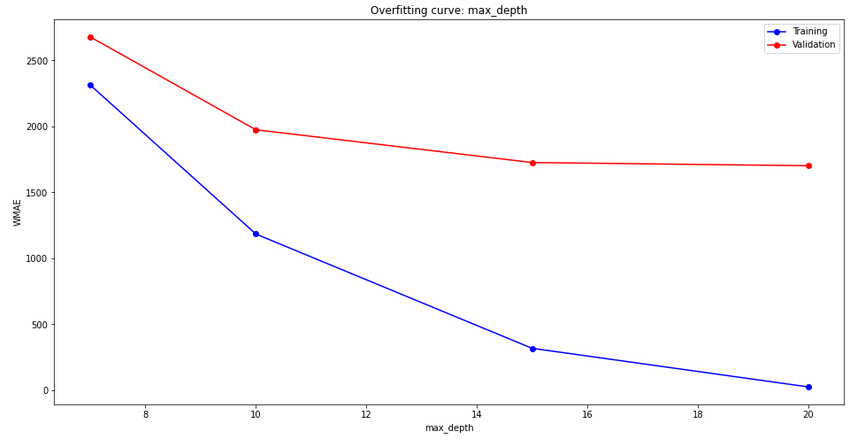 Overfitting curve: max_depth
Training
Validation
2500
2000
1500
1000
500
0
WMAE
8
10
12
14
16
18
20
max_depth